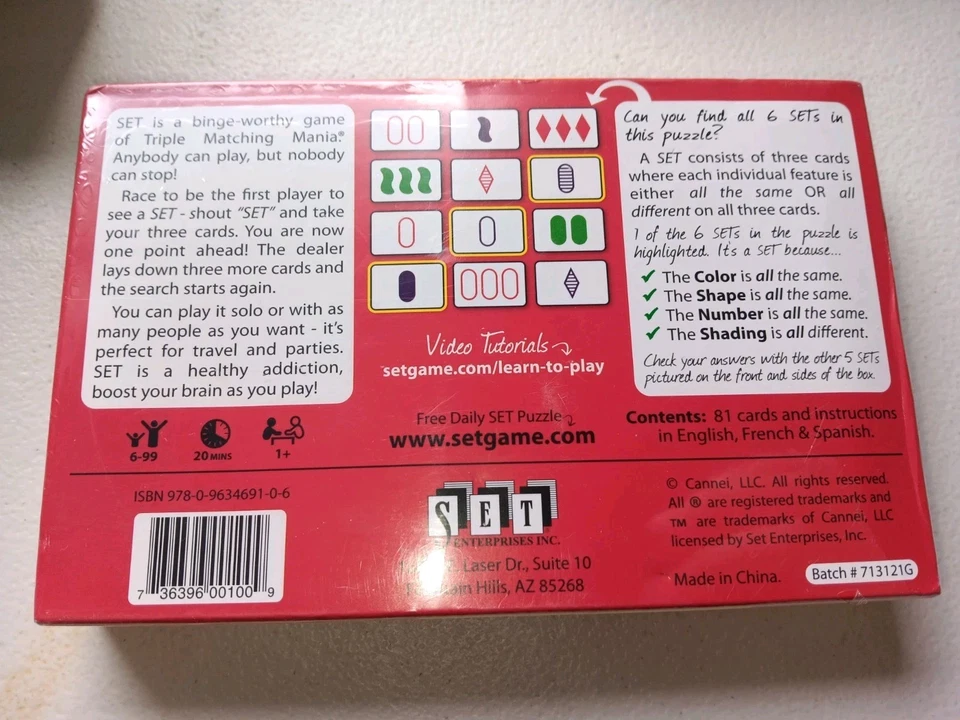 SET is a binge-worthy game
of Triple Matching Mania.®
Anybody can play, but nobody
can stop!
Race to be the first player to
see a SET - shout "SET" and take
your three cards. You are now
one point ahead! The dealer
lays down three more cards and
the search starts again.
You can play it solo or with as
many people as you want - it's
perfect for travel and parties.
SET is a healthy addiction,
boost your brain as you play!
Can you find all 6 SETs in
this puzzle?
A SET consists of three cards
where each individual feature is
either all the same OR all
different on all three cards.
1 of the 6 SETs in the puzzle is
highlighted. It's a SET because...
✔ The Color is all the same.
✔ The Shape is all the same.
✔ The Number is all the same.
✔ The Shading is all different.
Check your answers with the other 5 SETs
pictured on the front and sides of the box.
Video Tutorials
setgame.com/learn-to-play
Free Daily SET Puzzle
www.setgame.com
6-99
20 MINS
1+
Contents: 81 cards and instructions
in English, French & Spanish.
ISBN 978-0-9634691-0-6
7 36396 00100 9
SET
ENTERPRISES INC.
Laser Dr., Suite 10
Hills, AZ 85268
© Cannei, LLC. All rights reserved.
All ® are registered trademarks and
TM are trademarks of Cannei, LLC
licensed by Set Enterprises, Inc.
Made in China.
Batch # 713121G